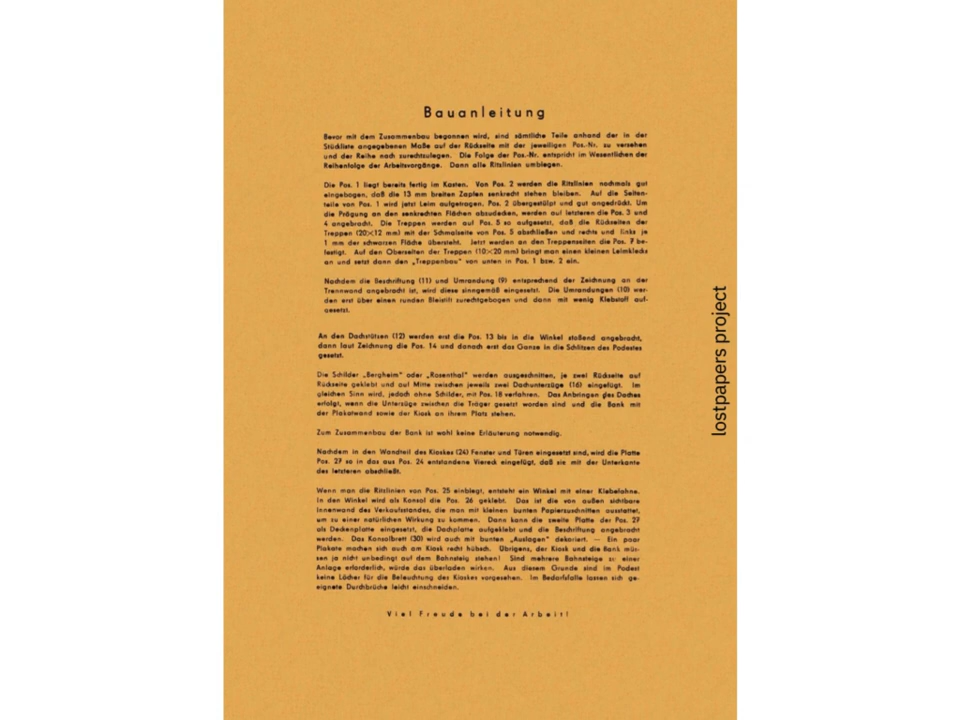 Bauanleitung
Bevor mit dem Zusammenbau begonnen wird, sind sämtliche Teile anhand der in der
Stückliste angegebenen Maße auf der Rückseite mit der jeweiligen Pos.-Nr. zu versehen
und der Reihe nach zurechtzulegen. Die Folge der Pos.-Nr. entspricht im Wesentlichen der
Reihenfolge der Arbeitsvorgänge. Dann alle Ritzlinien umbiegen.
Die Pos. 1 liegt bereits fertig im Kasten. Von Pos. 2 werden die Ritzlinien nochmals gut
eingebogen, daß die 13 mm breiten Zapfen senkrecht stehen bleiben. Auf die Seiten-
teile von Pos. 1 wird jetzt Leim aufgetragen, Pos. 2 übergestülpt und gut angedrückt. Um
die Prägung an den senkrechten Flächen abzudecken, werden auf letzteren die Pos. 3 und
4 angebracht. Die Treppen werden auf Pos. 5 so aufgesetzt, daß die Rückseiten der
Treppen (20×12 mm) mit der Schmalseite von Pos. 5 abschließen und rechts und links je
1 mm der schwarzen Fläche übersteht. Jetzt werden an den Treppenseiten die Pos. 7 be-
festigt. Auf den Oberseiten der Treppen (10×20 mm) bringt man einen kleinen Leimklecks
an und setzt dann den „Treppenbau" von unten in Pos. 1 bzw. 2 ein.
Nachdem die Beschriftung (11) und Umrandung (9) entsprechend der Zeichnung an der
Trennwand angebracht ist, wird diese sinngemäß eingesetzt. Die Umrandungen (10) wer-
den erst über einen runden Bleistift zurechtgebogen und dann mit wenig Klebstoff auf-
gesetzt.
An den Dachstützen (12) werden erst die Pos. 13 bis in die Winkel stoßend angebracht,
dann laut Zeichnung die Pos. 14 und danach erst das Ganze in die Schlitzen des Podestes
gesetzt.
Die Schilder „Bergheim" oder „Rosenthal" werden ausgeschnitten, je zwei Rückseite auf
Rückseite geklebt und auf Mitte zwischen jeweils zwei Dachunterzüge (16) eingefügt. Im
gleichen Sinn wird, jedoch ohne Schilder, mit Pos. 18 verfahren. Das Anbringen des Daches
erfolgt, wenn die Unterzüge zwischen die Träger gesetzt worden sind und die Bank mit
der Plakatwand sowie der Kiosk an ihrem Platz stehen.
Zum Zusammenbau der Bank ist wohl keine Erläuterung notwendig.
Nachdem in den Wandteil des Kioskes (24) Fenster und Türen eingesetzt sind, wird die Platte
Pos. 27 so in das aus Pos. 24 entstandene Viereck eingefügt, daß sie mit der Unterkante
des letzteren abschließt.
Wenn man die Ritzlinien von Pos. 25 einbiegt, entsteht ein Winkel mit einer Klebefahne.
In den Winkel wird als Konsol die Pos. 26 geklebt. Das ist die von außen sichtbare
Innenwand des Verkaufsstandes, die man mit kleinen bunten Papierschnitten ausstattet,
um zu einer natürlichen Wirkung zu kommen. Dann kann die zweite Platte der Pos. 27
als Deckenplatte eingesetzt, die Dachplatte aufgeklebt und die Beschriftung angebracht
werden. Das Konsolbrett (30) wird auch mit bunten „Auslagen" dekoriert. — Ein paar
Plakate machen sich auch am Kiosk recht hübsch. Übrigens, der Kiosk und die Bank müs-
sen ja nicht unbedingt auf dem Bahnsteig stehen! Sind mehrere Bahnsteige einer
Anlage erforderlich, würde das überladen wirken. Aus diesem Grunde sind im Podest
keine Löcher für die Beleuchtung des Kioskes vorgesehen. Im Bedarfsfalle lassen sich ge-
eignete Durchbrüche leicht einschneiden.
Viel Freude bei der Arbeit!
lostpapers project